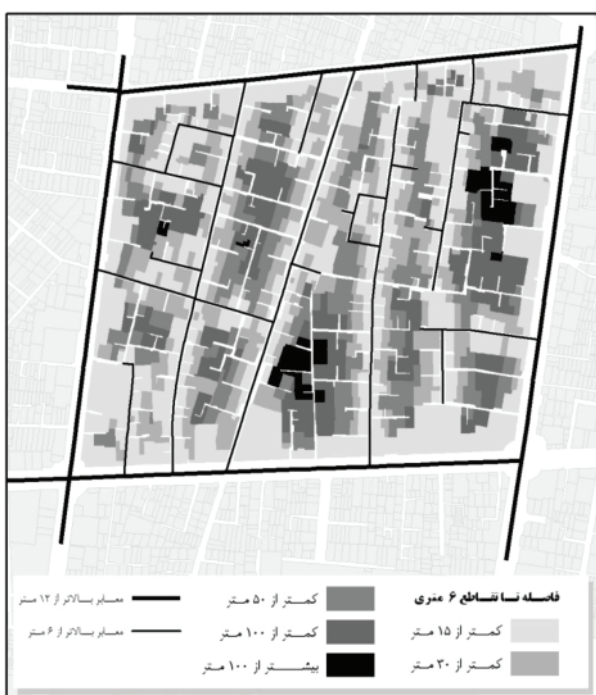 فاصله تا تقاطع ۶ متری
کمتر از ۱۵ متر
کمتر از ۳۰ متر
کمتر از ۵۰ متر
کمتر از ۱۰۰ متر
بیشتر از ۱۰۰ متر
معابر بالاتر از ۱۲ متر
معابر بالاتر از ۶ متر